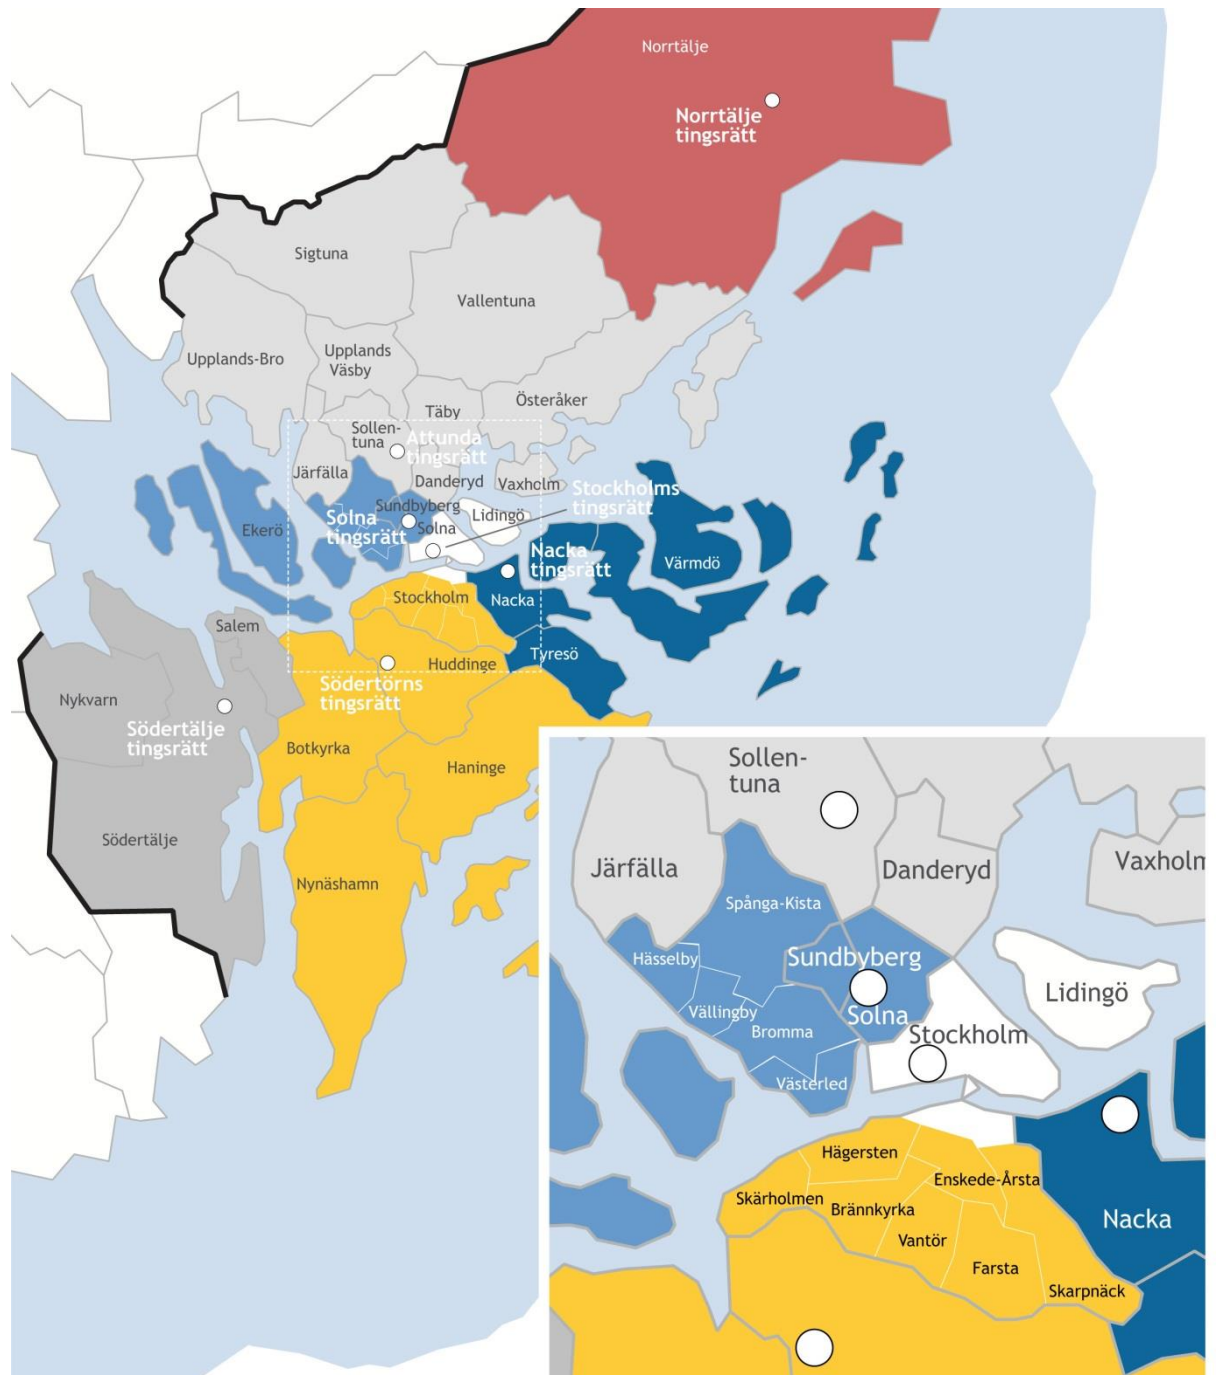 Norrtälje
Norrtälje
tingsrätt
Sigtuna
Vallentuna
Upplands-Bro
Upplands
Väsby
Täby
Österåker
Sollen-
tuna
Attunda
tingsrätt
Järfälla
Danderyd
Vaxholm
Stockholms
tingsrätt
Sundbyberg
Solna
tingsrätt
Solna
Lidingö
Ekerö
Nacka
tingsrätt
Värmdö
Stockholm
Nacka
Salem
Tyresö
Huddinge
Södertörns
tingsrätt
Nykvarn
Södertälje
tingsrätt
Botkyrka
Haninge
Södertälje
Nynäshamn
Sollen-
tuna
Järfälla
Danderyd
Vaxholm
Spånga-Kista
Hässelby
Sundbyberg
Lidingö
Vällingby
Solna
Bromma
Stockholm
Västerled
Hägersten
Enskede-Årsta
Skärholmen
Brännkyrka
Nacka
Vantör
Farsta
Skarpnäck